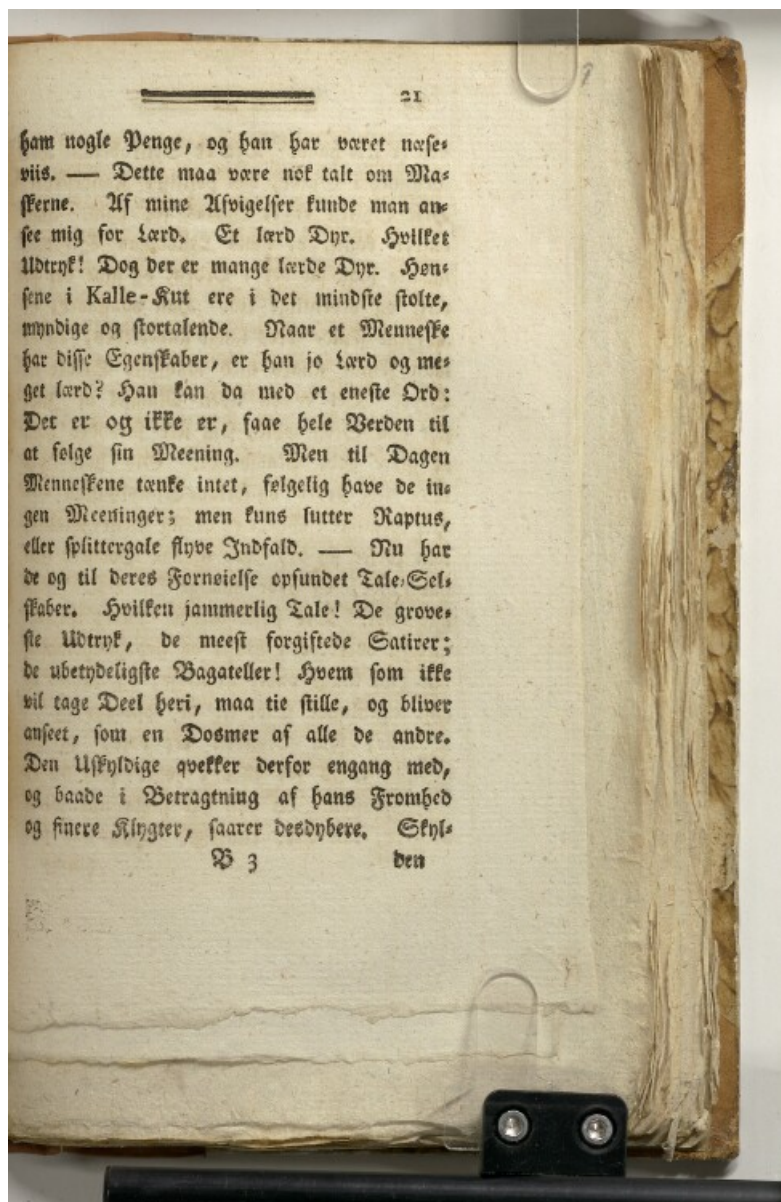 21
ham nogle Penge, og han har været næse-
viis. — Dette maa være nok talt om Ma-
skerne. Af mine Afvigelser kunde man an-
see mig for Lærd. Et lærd Dyr. Hvilket
Udtryk! Dog der er mange lærde Dyr. Høn-
sene i Kalle-Kut ere i det mindste stolte,
myndige og stortalende. Naar et Menneske
har disse Egenskaber, er han jo Lærd og me-
get lærd? Han kan da med et eneste Ord:
Det er og ikke er, faae hele Verden til
at følge sin Meening. Men til Dagen
Menneskene tænke intet, følgelig have de in-
gen Meeninger; men kuns lutter Raptus,
eller splittergale flyve Indfald. — Nu har
de og til deres Fornøielse opfundet Tale-Sel-
skaber. Hvilken jammerlig Tale! De grove-
ste Udtryk, de meest forgiftede Satirer;
de ubetydeligste Bagateller! Hvem som ikke
vil tage Deel heri, maa tie stille, og bliver
anseet, som en Dosmer af alle de andre.
Den Uskyldige qvekker derfor engang med,
og baade i Betragtning af hans Fromhed
og finere Kløgter, saarer desdybere. Skyl-
B 3 den